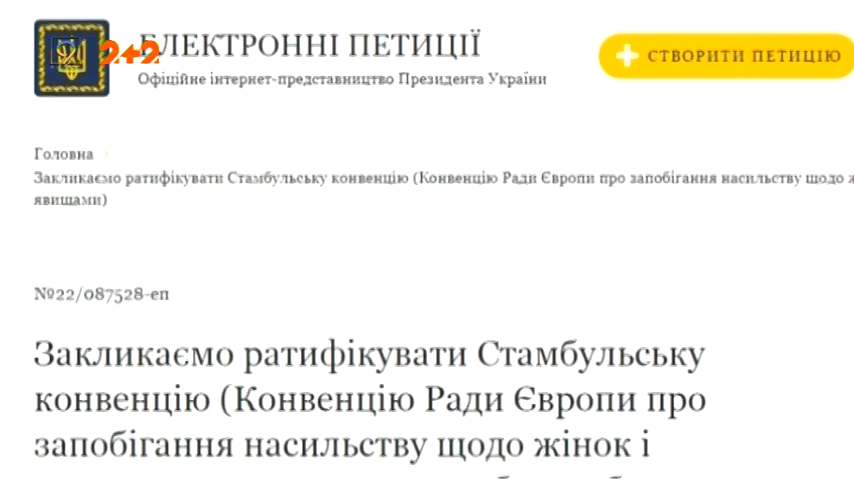 2+2
ЕЛЕКТРОННІ ПЕТИЦІЇ
Офіційне інтернет-представництво Президента України
СТВОРИТИ ПЕТИЦІЮ
Головна
Закликаємо ратифікувати Стамбульську конвенцію (Конвенцію Ради Європи про запобігання насильству щодо
явищами)
№22/087528-еп
Закликаємо ратифікувати Стамбульську
конвенцію (Конвенцію Ради Європи про
запобігання насильству щодо жінок і